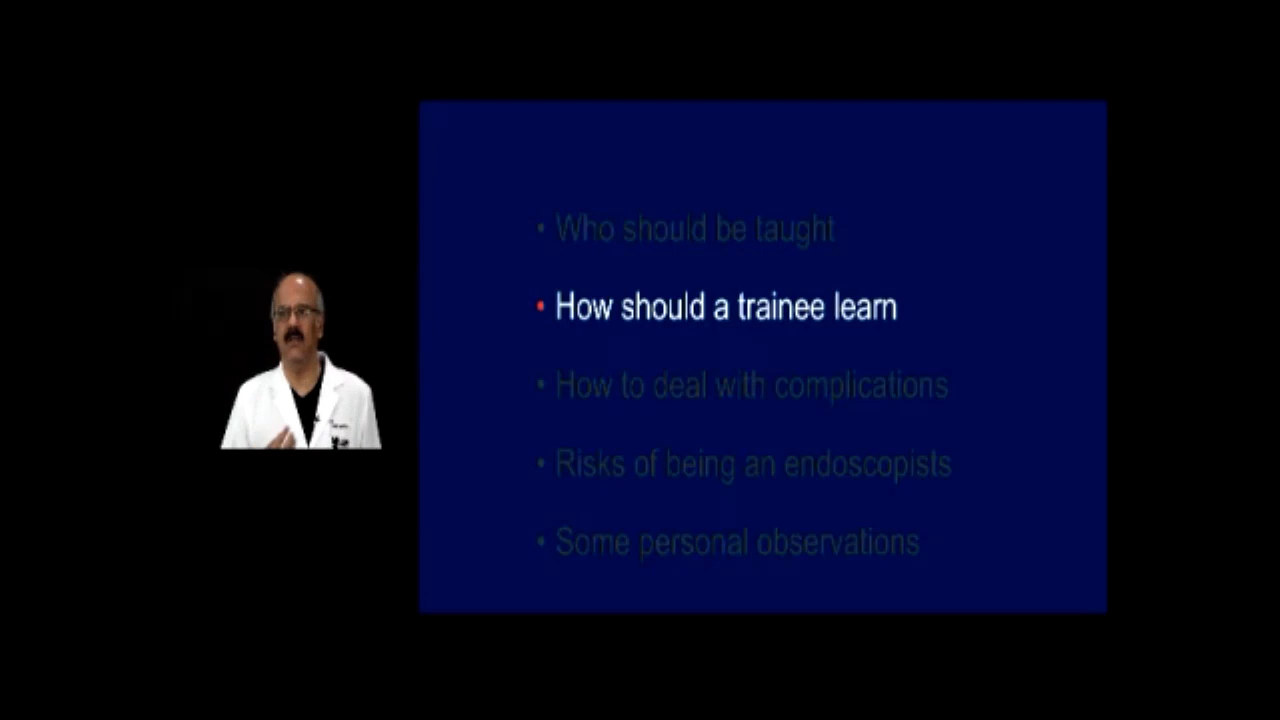 • Who should be taught
• How should a trainee learn
• How to deal with complications
• Risks of being an endoscopists
• Some personal observations